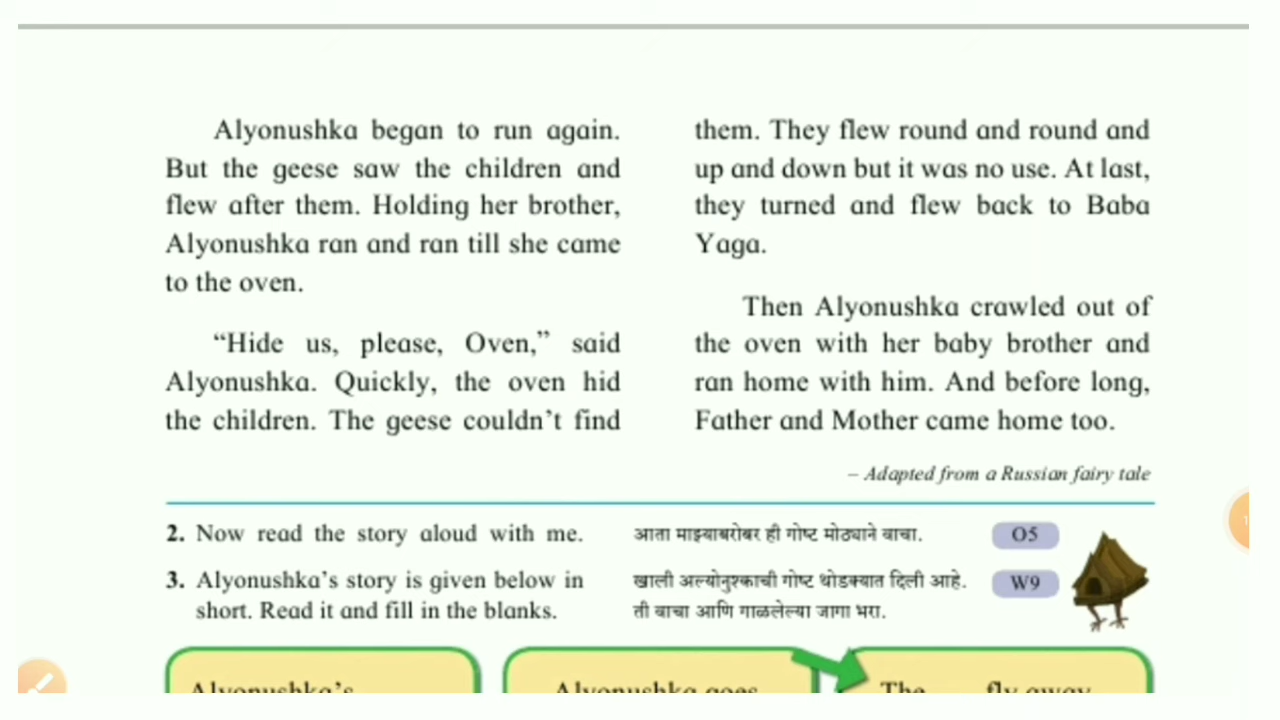 Alyonushka began to run again.
But the geese saw the children and
flew after them. Holding her brother,
Alyonushka ran and ran till she came
to the oven.
“Hide us, please, Oven,” said
Alyonushka. Quickly, the oven hid
the children. The geese couldn’t find
them. They flew round and round and
up and down but it was no use. At last,
they turned and flew back to Baba
Yaga.
Then Alyonushka crawled out of
the oven with her baby brother and
ran home with him. And before long,
Father and Mother came home too.
– Adapted from a Russian fairy tale
2. Now read the story aloud with me.
आता माझ्याबरोबर ही गोष्ट मोठ्याने वाचा.
O5
3. Alyonushka’s story is given below in
short. Read it and fill in the blanks.
खाली अल्योनुश्काची गोष्ट थोडक्यात दिली आहे.
ती वाचा आणि गाळलेल्या जागा भरा.
W9
Alyonushka’s
Alyonushka goes
The fly away
1